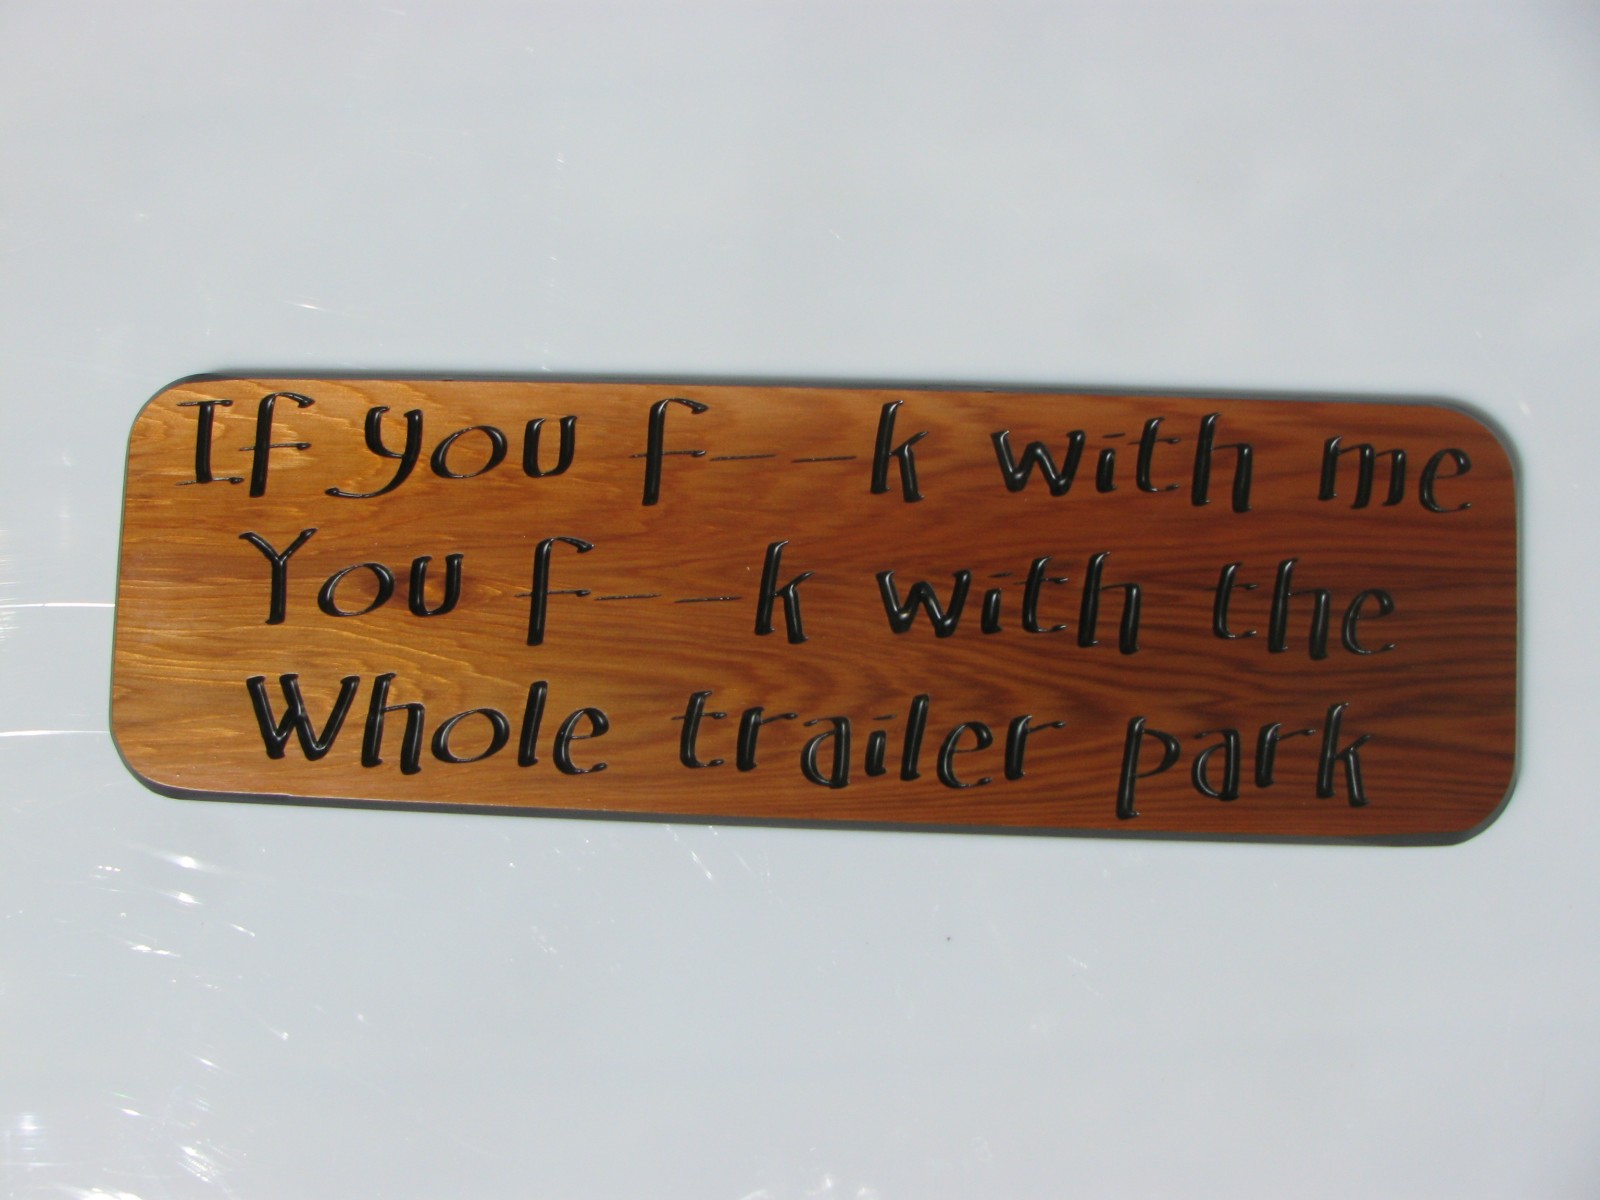 If you f--k with me
You f--k with the
Whole trailer park